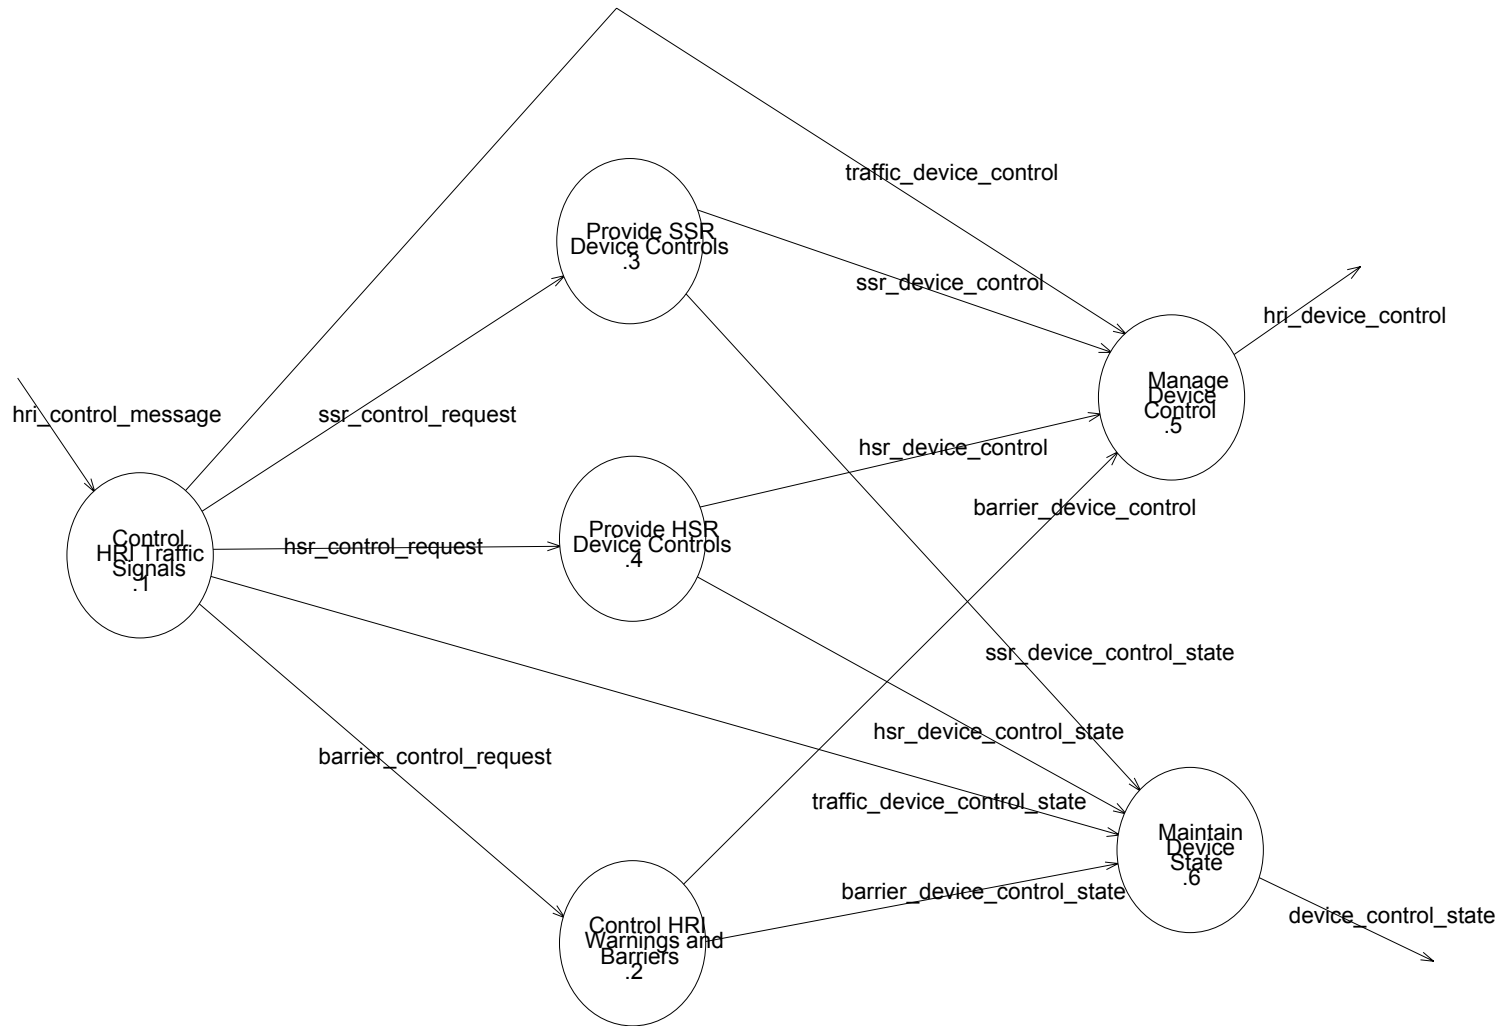 traffic_device_control
Provide SSR
Device Controls
.3
ssr_device_control
hri_device_control
Manage
Device
Control
.5
hri_control_message
ssr_control_request
hsr_device_control
barrier_device_control
Control
HRI Traffic
Signals
.1
hsr_control_request
Provide HSR
Device Controls
.4
ssr_device_control_state
hsr_device_control_state
barrier_control_request
traffic_device_control_state
Maintain
Device
State
.6
barrier_device_control_state
device_control_state
Control HRI
Warnings and
Barriers
.2